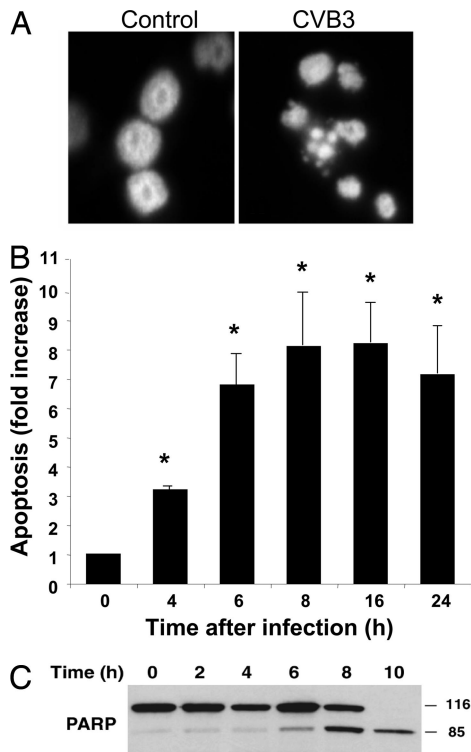 A
Control CVB3
B
Apoptosis (fold increase)
11
10
9
8
7
6
5
4
3
2
1
0
* * * * *
0 4 6 8 16 24
Time after infection (h)
C
Time (h) 0 2 4 6 8 10
PARP
— 116
— 85